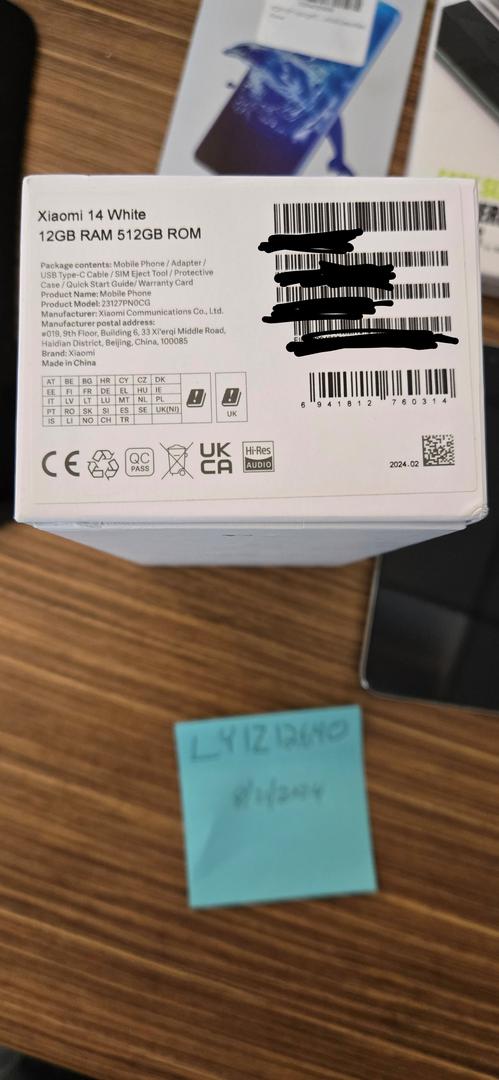 Xiaomi 14 White
12GB RAM 512GB ROM
Package contents: Mobile Phone / Adapter /
USB Type-C Cable / SIM Eject Tool / Protective
Case / Quick Start Guide/ Warranty Card
Product Name: Mobile Phone
Product Model: 23127PN0CG
Manufacturer: Xiaomi Communications Co., Ltd.
Manufacturer postal address:
#019, 9th Floor, Building 6, 33 Xi'erqi Middle Road,
Haidian District, Beijing, China, 100085
Brand: Xiaomi
Made in China
AT BE BG HR CY CZ DK
EE FI FR DE EL HU IE
IT LV LT LU MT NL PL
PT RO SK SI ES SE UK(NI)
IS LI NO CH TR
UK
CE
QC
PASS
UK
CA
Hi-Res
AUDIO
6 941812 760314
2024.02
LY1Z12640